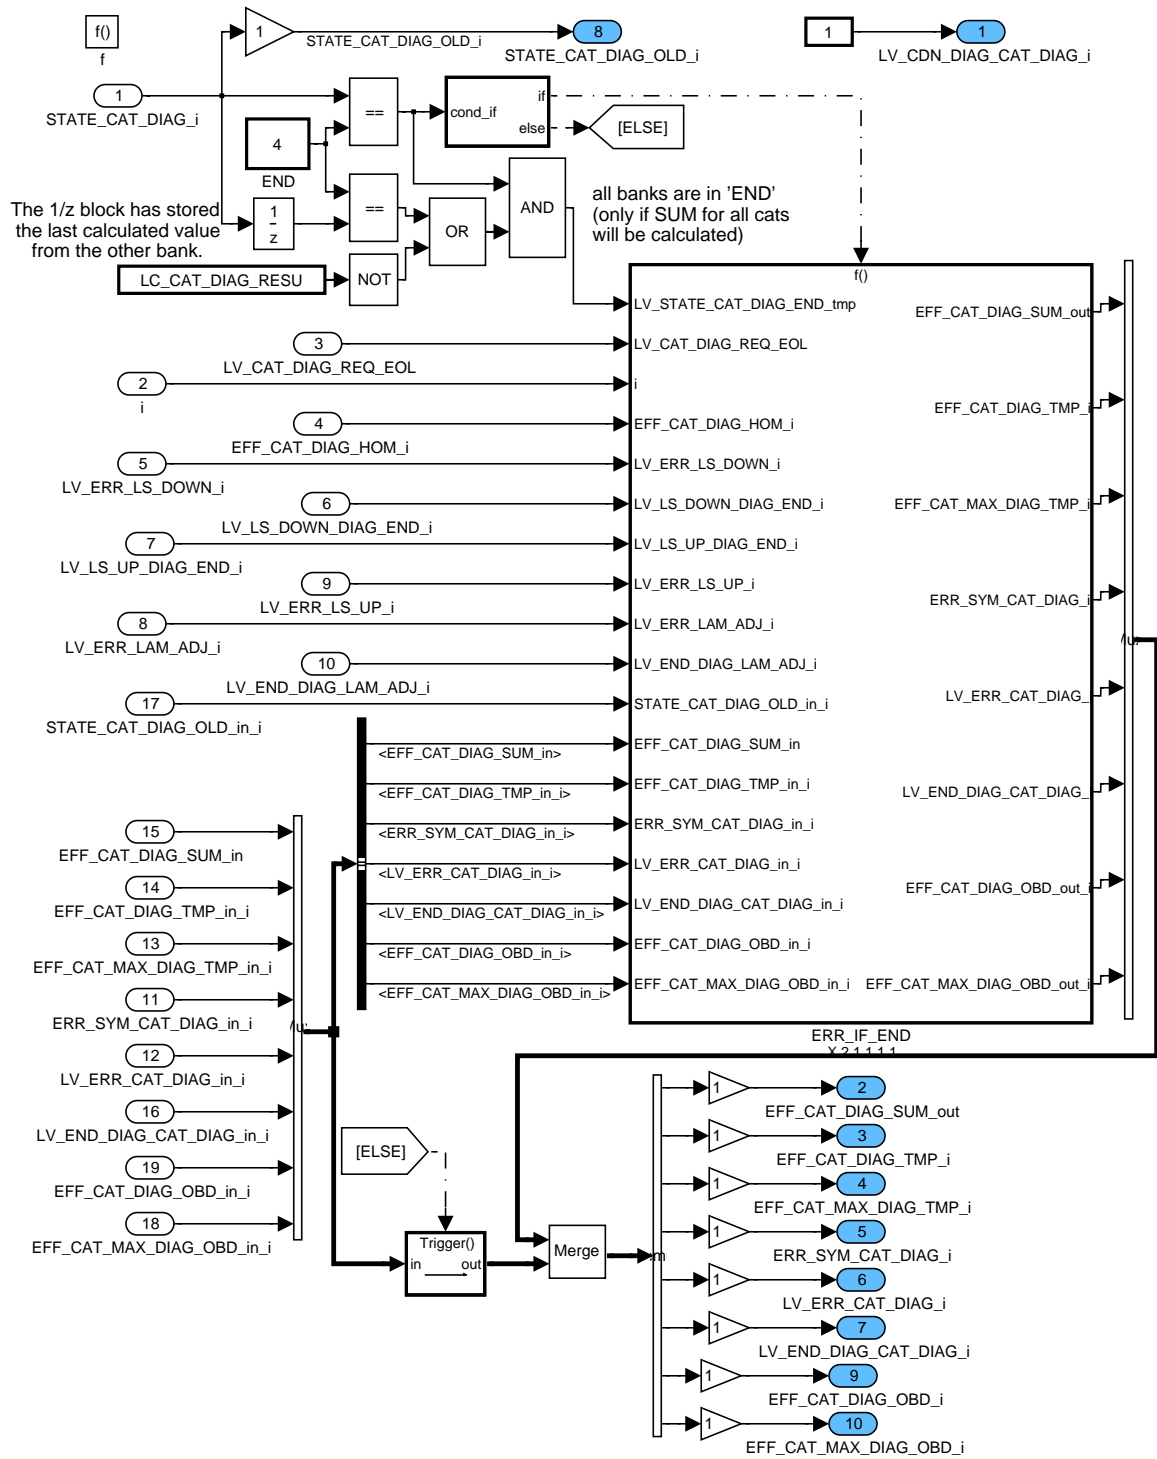 f()
f
1
STATE_CAT_DIAG_OLD_i
8
STATE_CAT_DIAG_OLD_i
1
1
LV_CDN_DIAG_CAT_DIAG_i
1
STATE_CAT_DIAG_i
==
cond_if
if
else
[ELSE]
4
END
The 1/z block has stored
the last calculated value
from the other bank.
1
z
==
OR
AND
all banks are in 'END'
(only if SUM for all cats
will be calculated)
LC_CAT_DIAG_RESU
NOT
f()
LV_STATE_CAT_DIAG_END_tmp
EFF_CAT_DIAG_SUM_out
3
LV_CAT_DIAG_REQ_EOL
LV_CAT_DIAG_REQ_EOL
2
i
i
4
EFF_CAT_DIAG_HOM_i
EFF_CAT_DIAG_HOM_i
EFF_CAT_DIAG_TMP_i
5
LV_ERR_LS_DOWN_i
LV_ERR_LS_DOWN_i
6
LV_LS_DOWN_DIAG_END_i
LV_LS_DOWN_DIAG_END_i
EFF_CAT_MAX_DIAG_TMP_i
7
LV_LS_UP_DIAG_END_i
LV_LS_UP_DIAG_END_i
9
LV_ERR_LS_UP_i
LV_ERR_LS_UP_i
ERR_SYM_CAT_DIAG_i
8
LV_ERR_LAM_ADJ_i
LV_ERR_LAM_ADJ_i
10
LV_END_DIAG_LAM_ADJ_i
LV_END_DIAG_LAM_ADJ_i
LV_ERR_CAT_DIAG_
17
STATE_CAT_DIAG_OLD_in_i
STATE_CAT_DIAG_OLD_in_i
<EFF_CAT_DIAG_SUM_in>
EFF_CAT_DIAG_SUM_in
<EFF_CAT_DIAG_TMP_in_i>
EFF_CAT_DIAG_TMP_in_i
LV_END_DIAG_CAT_DIAG_
<ERR_SYM_CAT_DIAG_in_i>
ERR_SYM_CAT_DIAG_in_i
<LV_ERR_CAT_DIAG_in_i>
LV_ERR_CAT_DIAG_in_i
EFF_CAT_DIAG_OBD_out_i
<LV_END_DIAG_CAT_DIAG_in_i>
LV_END_DIAG_CAT_DIAG_in_i
<EFF_CAT_DIAG_OBD_in_i>
EFF_CAT_DIAG_OBD_in_i
<EFF_CAT_MAX_DIAG_OBD_in_i>
EFF_CAT_MAX_DIAG_OBD_in_i
EFF_CAT_MAX_DIAG_OBD_out_i
ERR_IF_END
X.2.1.1.1.1
15
EFF_CAT_DIAG_SUM_in
14
EFF_CAT_DIAG_TMP_in_i
13
EFF_CAT_MAX_DIAG_TMP_in_i
11
ERR_SYM_CAT_DIAG_in_i
12
LV_ERR_CAT_DIAG_in_i
16
LV_END_DIAG_CAT_DIAG_in_i
19
EFF_CAT_DIAG_OBD_in_i
18
EFF_CAT_MAX_DIAG_OBD_in_i
[ELSE]
Trigger()
in
out
Merge
1
2
EFF_CAT_DIAG_SUM_out
1
3
EFF_CAT_DIAG_TMP_i
1
4
EFF_CAT_MAX_DIAG_TMP_i
1
5
ERR_SYM_CAT_DIAG_i
1
6
LV_ERR_CAT_DIAG_i
1
7
LV_END_DIAG_CAT_DIAG_i
1
9
EFF_CAT_DIAG_OBD_i
1
10
EFF_CAT_MAX_DIAG_OBD_i